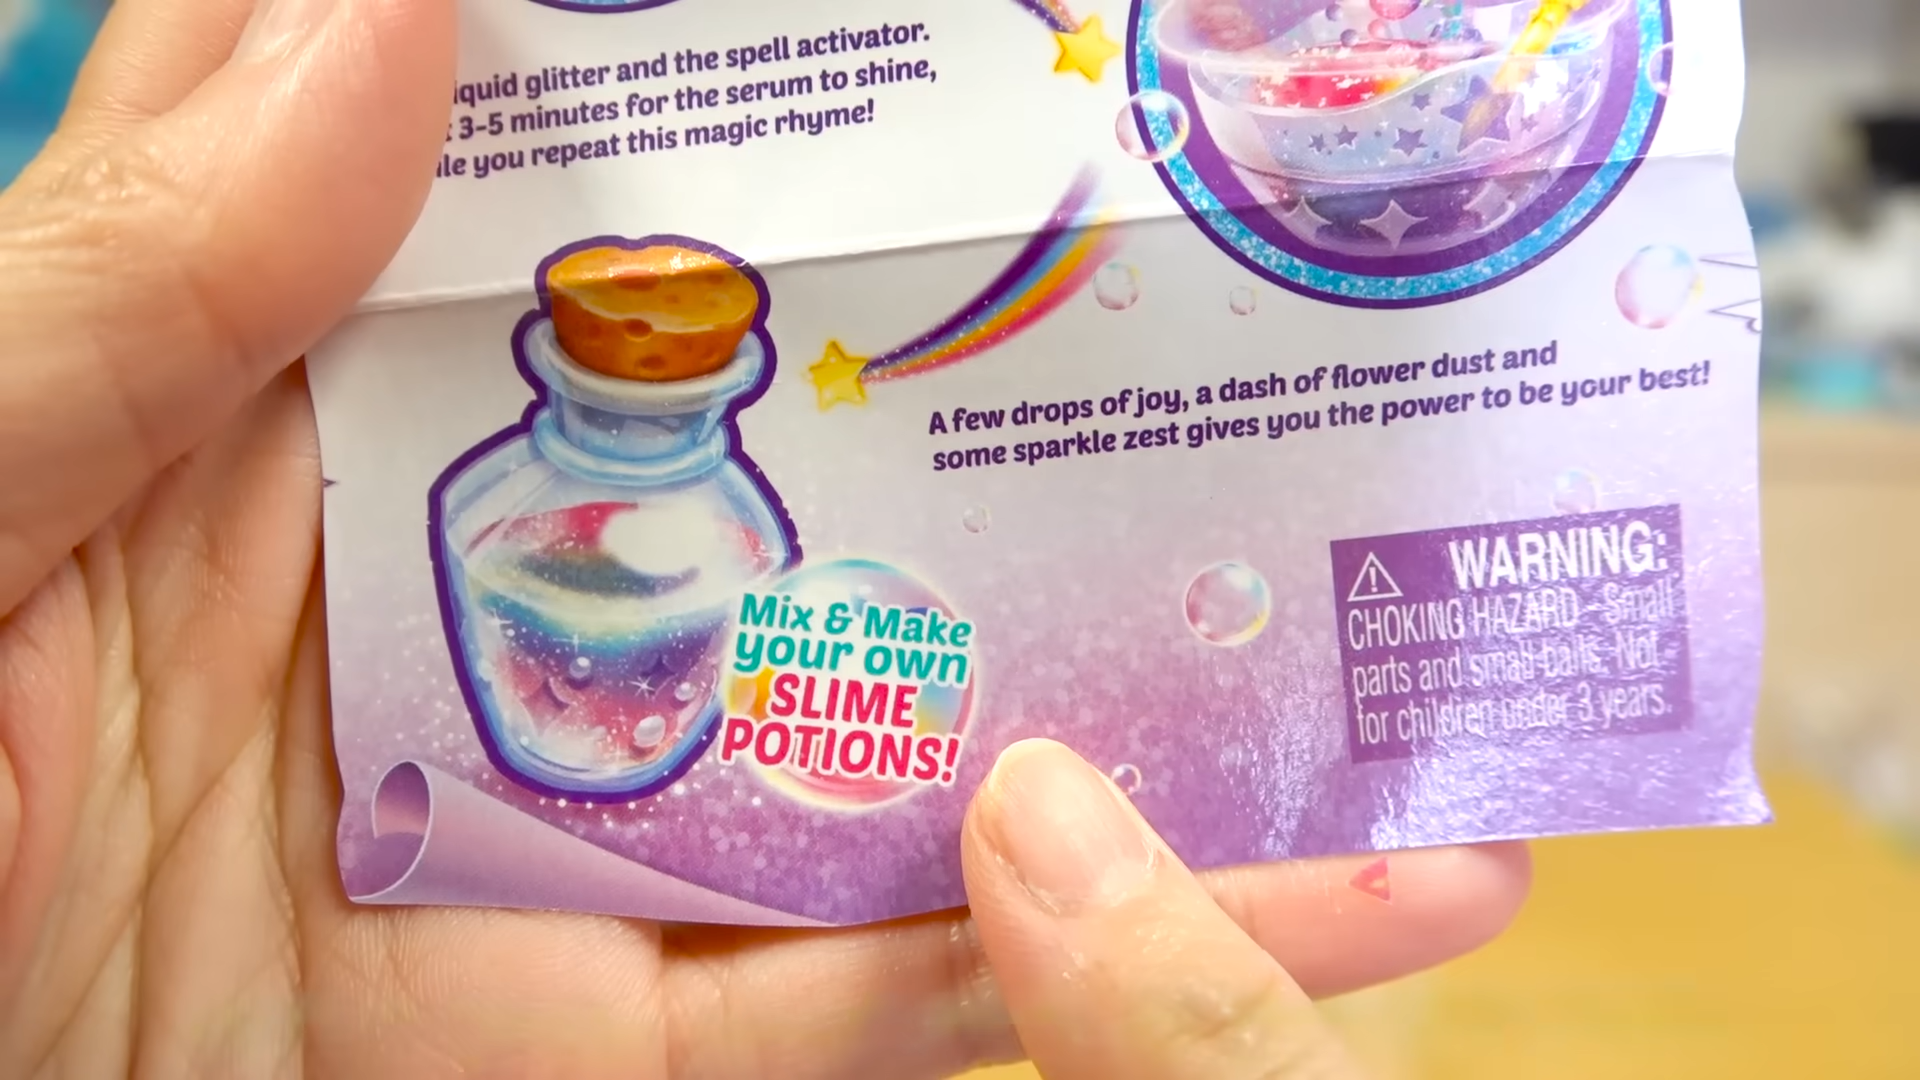 iquid glitter and the spell activator.
3-5 minutes for the serum to shine,
le you repeat this magic rhyme!
A few drops of joy, a dash of flower dust and
some sparkle zest gives you the power to be your best!
Mix & Make
your own
SLIME
POTIONS!
WARNING:
CHOKING HAZARD - Small
parts and small balls. Not
for children under 3 years.